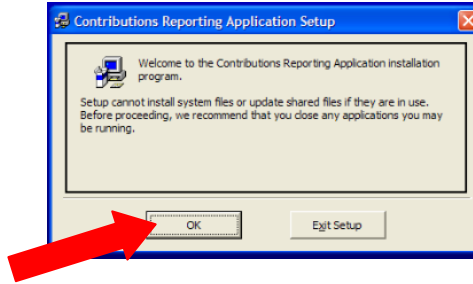 Contributions Reporting Application Setup
Welcome to the Contributions Reporting Application installation
program.
Setup cannot install system files or update shared files if they are in use.
Before proceeding, we recommend that you close any applications you may
be running.
OK
Exit Setup